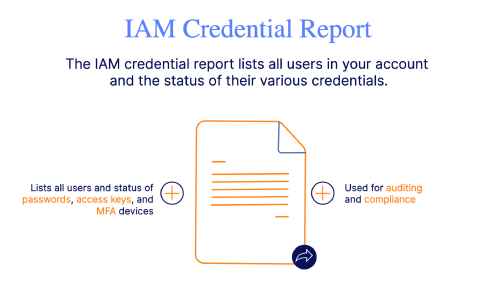 IAM Credential Report
The IAM credential report lists all users in your account
and the status of their various credentials.
Lists all users and status of
passwords, access keys, and
MFA devices
Used for auditing
and compliance